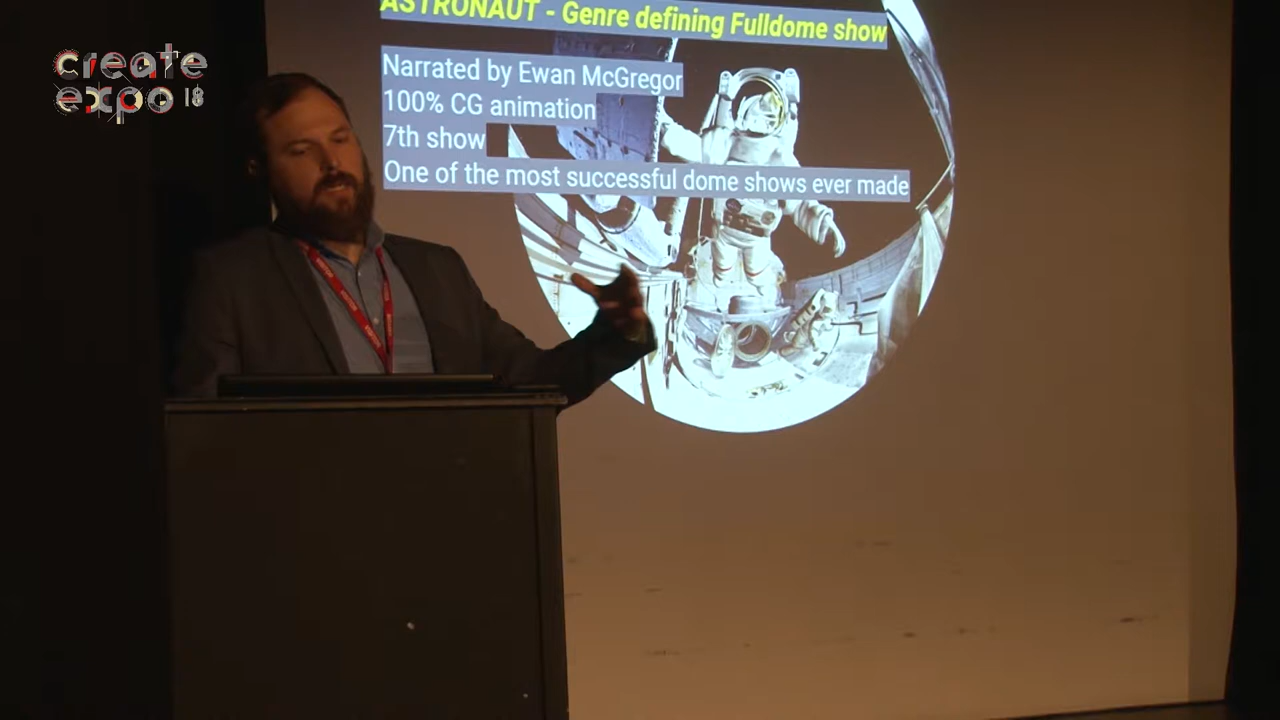 ASTRONAUT - Genre defining Fulldome show
Narrated by Ewan McGregor
100% CG animation
7th show
One of the most successful dome shows ever made
create
expo 18